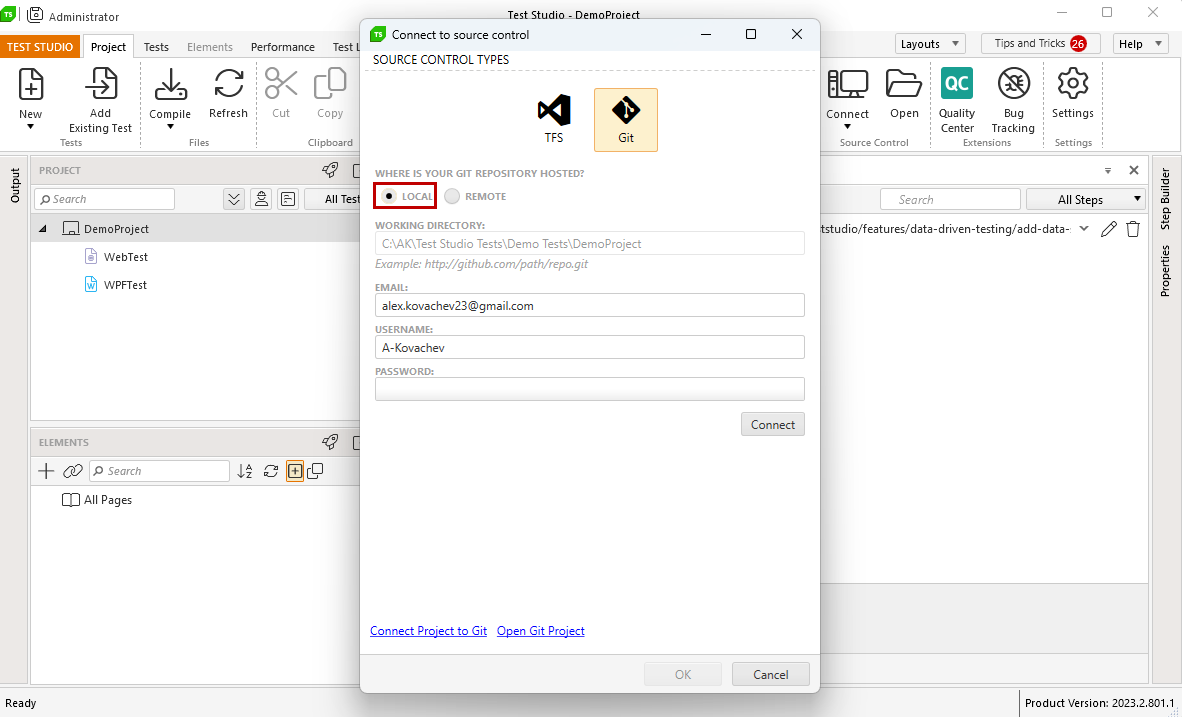 TS
Administrator
Test Studio - DemoProject
TEST STUDIO
Project
Tests
Elements
Performance
Test L
Layouts
Tips and Tricks 26
Help
New
Add
Existing Test
Tests
Compile
Refresh
Files
Cut
Copy
Clipboard
Connect
Open
Source Control
QC
Quality
Center
Bug
Tracking
Extensions
Settings
Settings
Output
PROJECT
Search
All Test
DemoProject
WebTest
WPFTest
ELEMENTS
Search
All Pages
TS
Connect to source control
SOURCE CONTROL TYPES
TFS
Git
WHERE IS YOUR GIT REPOSITORY HOSTED?
LOCAL
REMOTE
WORKING DIRECTORY:
C:\AK\Test Studio Tests\Demo Tests\DemoProject
Example: http://github.com/path/repo.git
EMAIL:
alex.kovachev23@gmail.com
USERNAME:
A-Kovachev
PASSWORD:
Connect
Connect Project to Git
Open Git Project
OK
Cancel
Search
All Steps
tstudio/features/data-driven-testing/add-data-
Step Builder
Properties
Ready
Product Version: 2023.2.801.1